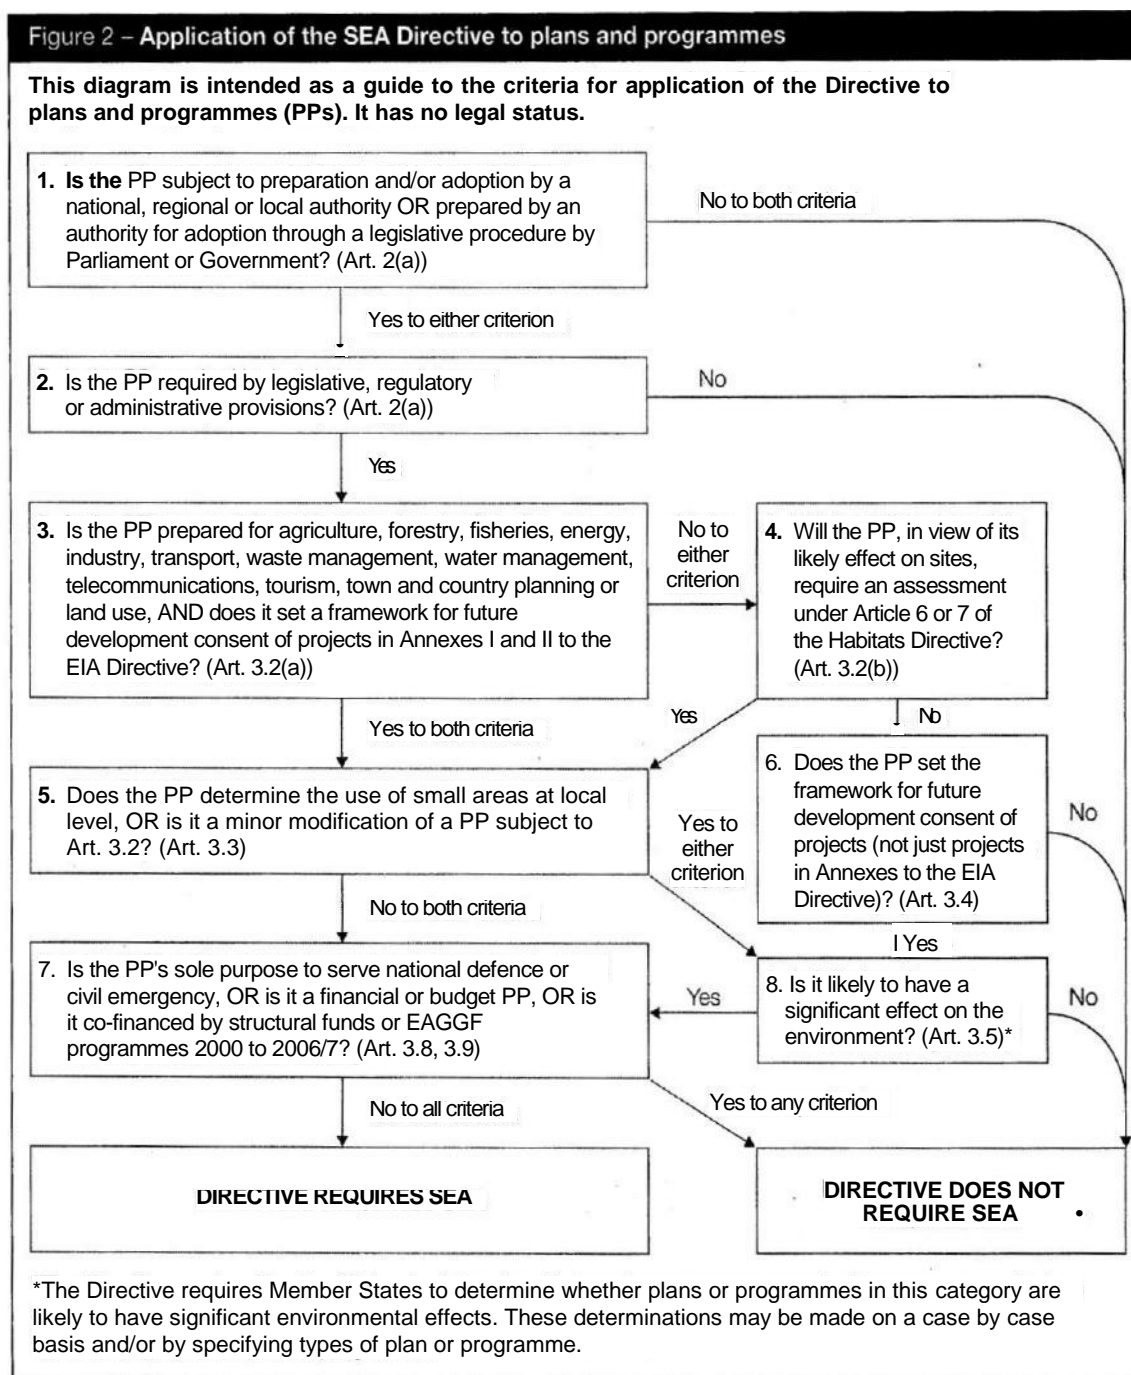 Figure 2 – Application of the SEA Directive to plans and programmes
This diagram is intended as a guide to the criteria for application of the Directive to
plans and programmes (PPs). It has no legal status.
1. Is the PP subject to preparation and/or adoption by a
national, regional or local authority OR prepared by an
authority for adoption through a legislative procedure by
Parliament or Government? (Art. 2(a))
No to both criteria
Yes to either criterion
2. Is the PP required by legislative, regulatory
or administrative provisions? (Art. 2(a))
No
Yes
3. Is the PP prepared for agriculture, forestry, fisheries, energy,
industry, transport, waste management, water management,
telecommunications, tourism, town and country planning or
land use, AND does it set a framework for future
development consent of projects in Annexes I and II to the
EIA Directive? (Art. 3.2(a))
No to
either
criterion
4. Will the PP, in view of its
likely effect on sites,
require an assessment
under Article 6 or 7 of
the Habitats Directive?
(Art. 3.2(b))
Yes to both criteria
Yes
No
5. Does the PP determine the use of small areas at local
level, OR is it a minor modification of a PP subject to
Art. 3.2? (Art. 3.3)
Yes to
either
criterion
6. Does the PP set the
framework for future
development consent of
projects (not just projects
in Annexes to the EIA
Directive)? (Art. 3.4)
No
No to both criteria
I Yes
7. Is the PP's sole purpose to serve national defence or
civil emergency, OR is it a financial or budget PP, OR is
it co-financed by structural funds or EAGGF
programmes 2000 to 2006/7? (Art. 3.8, 3.9)
Yes
8. Is it likely to have a
significant effect on the
environment? (Art. 3.5)*
No
No to all criteria
Yes to any criterion
DIRECTIVE REQUIRES SEA
DIRECTIVE DOES NOT
REQUIRE SEA •
*The Directive requires Member States to determine whether plans or programmes in this category are
likely to have significant environmental effects. These determinations may be made on a case by case
basis and/or by specifying types of plan or programme.